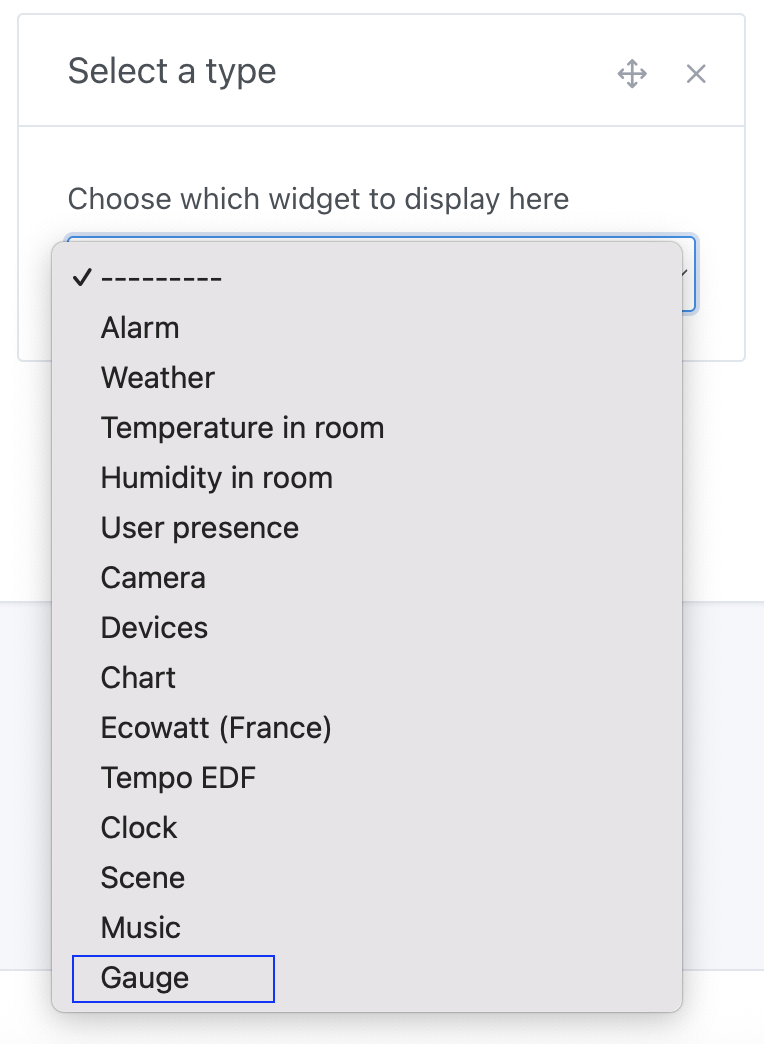 Select a type
Choose which widget to display here
---------
Alarm
Weather
Temperature in room
Humidity in room
User presence
Camera
Devices
Chart
Ecowatt (France)
Tempo EDF
Clock
Scene
Music
Gauge